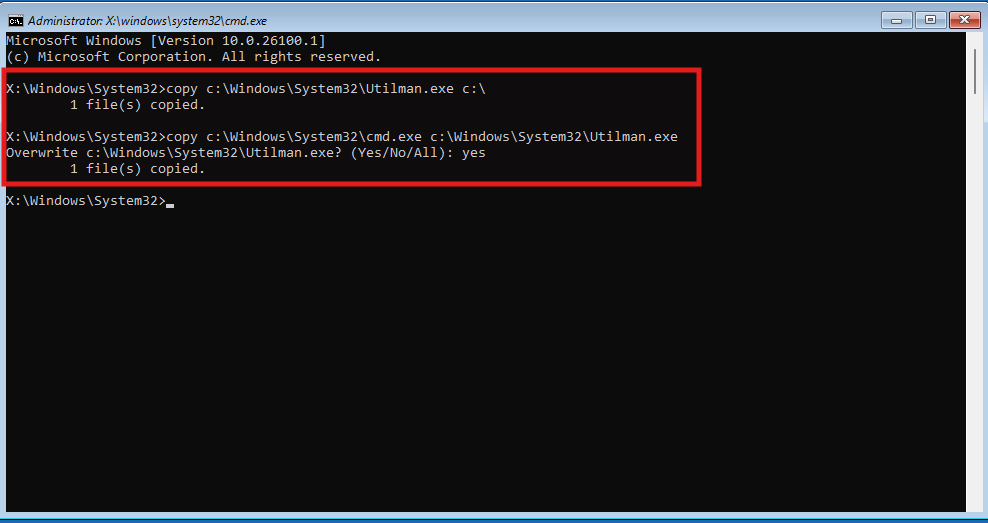 Administrator: X:\windows\system32\cmd.exe
Microsoft Windows [Version 10.0.26100.1]
(c) Microsoft Corporation. All rights reserved.
X:\Windows\System32>copy c:\Windows\System32\Utilman.exe c:\
1 file(s) copied.
X:\Windows\System32>copy c:\Windows\System32\cmd.exe c:\Windows\System32\Utilman.exe
Overwrite c:\Windows\System32\Utilman.exe? (Yes/No/All): yes
1 file(s) copied.
X:\Windows\System32>